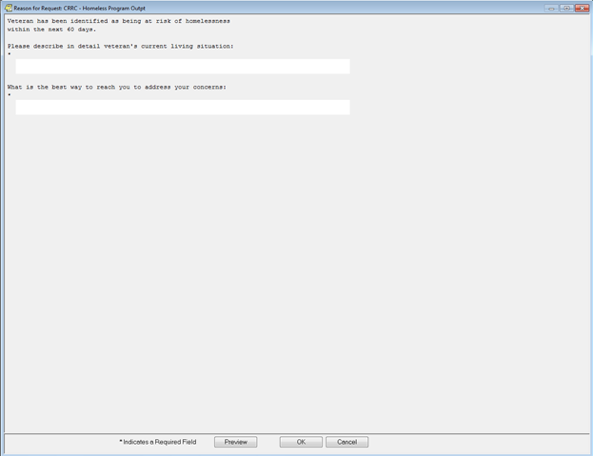 Reason for Request: CRRC - Homeless Program Outpt
Veteran has been identified as being at risk of homelessness
within the next 60 days.
Please describe in detail veteran's current living situation:
*
What is the best way to reach you to address your concerns:
*
* Indicates a Required Field Preview OK Cancel